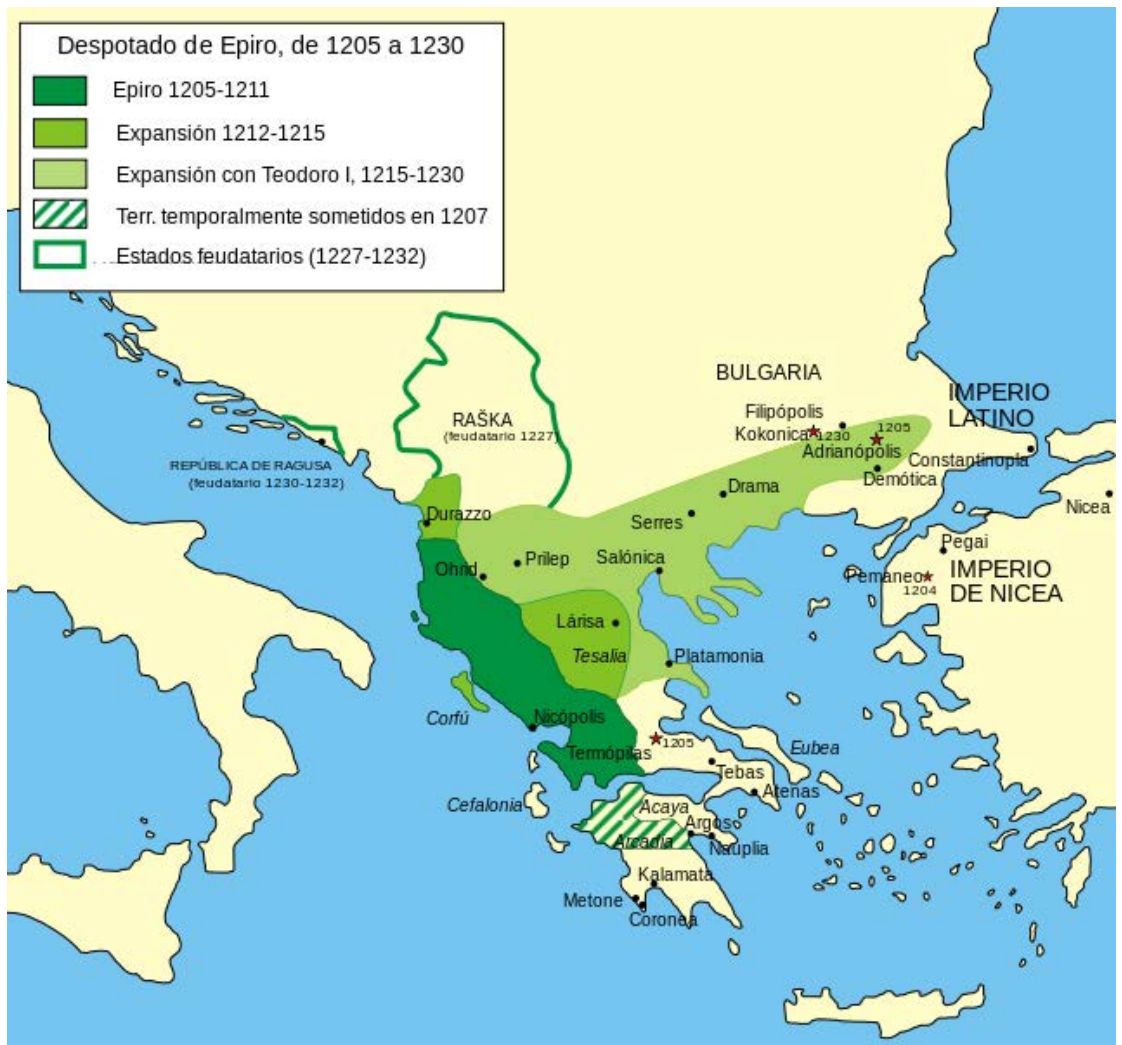 Despotado de Epiro, de 1205 a 1230
Epiro 1205-1211
Expansión 1212-1215
Expansión con Teodoro I, 1215-1230
Terr. temporalmente sometidos en 1207
Estados feudatarios (1227-1232)
BULGARIA
IMPERIO
LATINO
RAŠKA
(feudatario 1227)
Filipópolis
Kokonica
1230
1205
Adrianópolis
Constantinopla
REPÚBLICA DE RAGUSA
(feudatario 1230-1232)
Demótica
Drama
Nicea
Durazzo
Serres
Pegai
Salónica
Prilep
Ohrid
Pemaneo
1204
IMPERIO
DE NICEA
Lárisa
Tesalia
Platamonia
Corfú
Nicópolis
Termópilas
1205
Eubea
Tebas
Atenas
Cefalonia
Acaya
Argos
Arcadia
Nauplia
Kalamata
Metone
Coronea